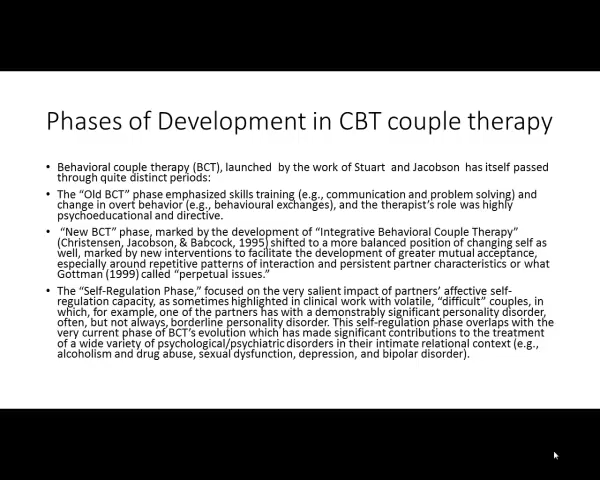 Phases of Development in CBT couple therapy
• Behavioral couple therapy (BCT), launched by the work of Stuart and Jacobson has itself passed
through quite distinct periods:
• The “Old BCT” phase emphasized skills training (e.g., communication and problem solving) and
change in overt behavior (e.g., behavioural exchanges), and the therapist’s role was highly
psychoeducational and directive.
• “New BCT” phase, marked by the development of “Integrative Behavioral Couple Therapy”
(Christensen, Jacobson, & Babcock, 1995) shifted to a more balanced position of changing self as
well, marked by new interventions to facilitate the development of greater mutual acceptance,
especially around repetitive patterns of interaction and persistent partner characteristics or what
Gottman (1999) called “perpetual issues.”
• The “Self-Regulation Phase,” focused on the very salient impact of partners’ affective self-
regulation capacity, as sometimes highlighted in clinical work with volatile, “difficult” couples, in
which, for example, one of the partners has with a demonstrably significant personality disorder,
often, but not always, borderline personality disorder. This self-regulation phase overlaps with the
very current phase of BCT’s evolution which has made significant contributions to the treatment
of a wide variety of psychological/psychiatric disorders in their intimate relational context (e.g.,
alcoholism and drug abuse, sexual dysfunction, depression, and bipolar disorder).